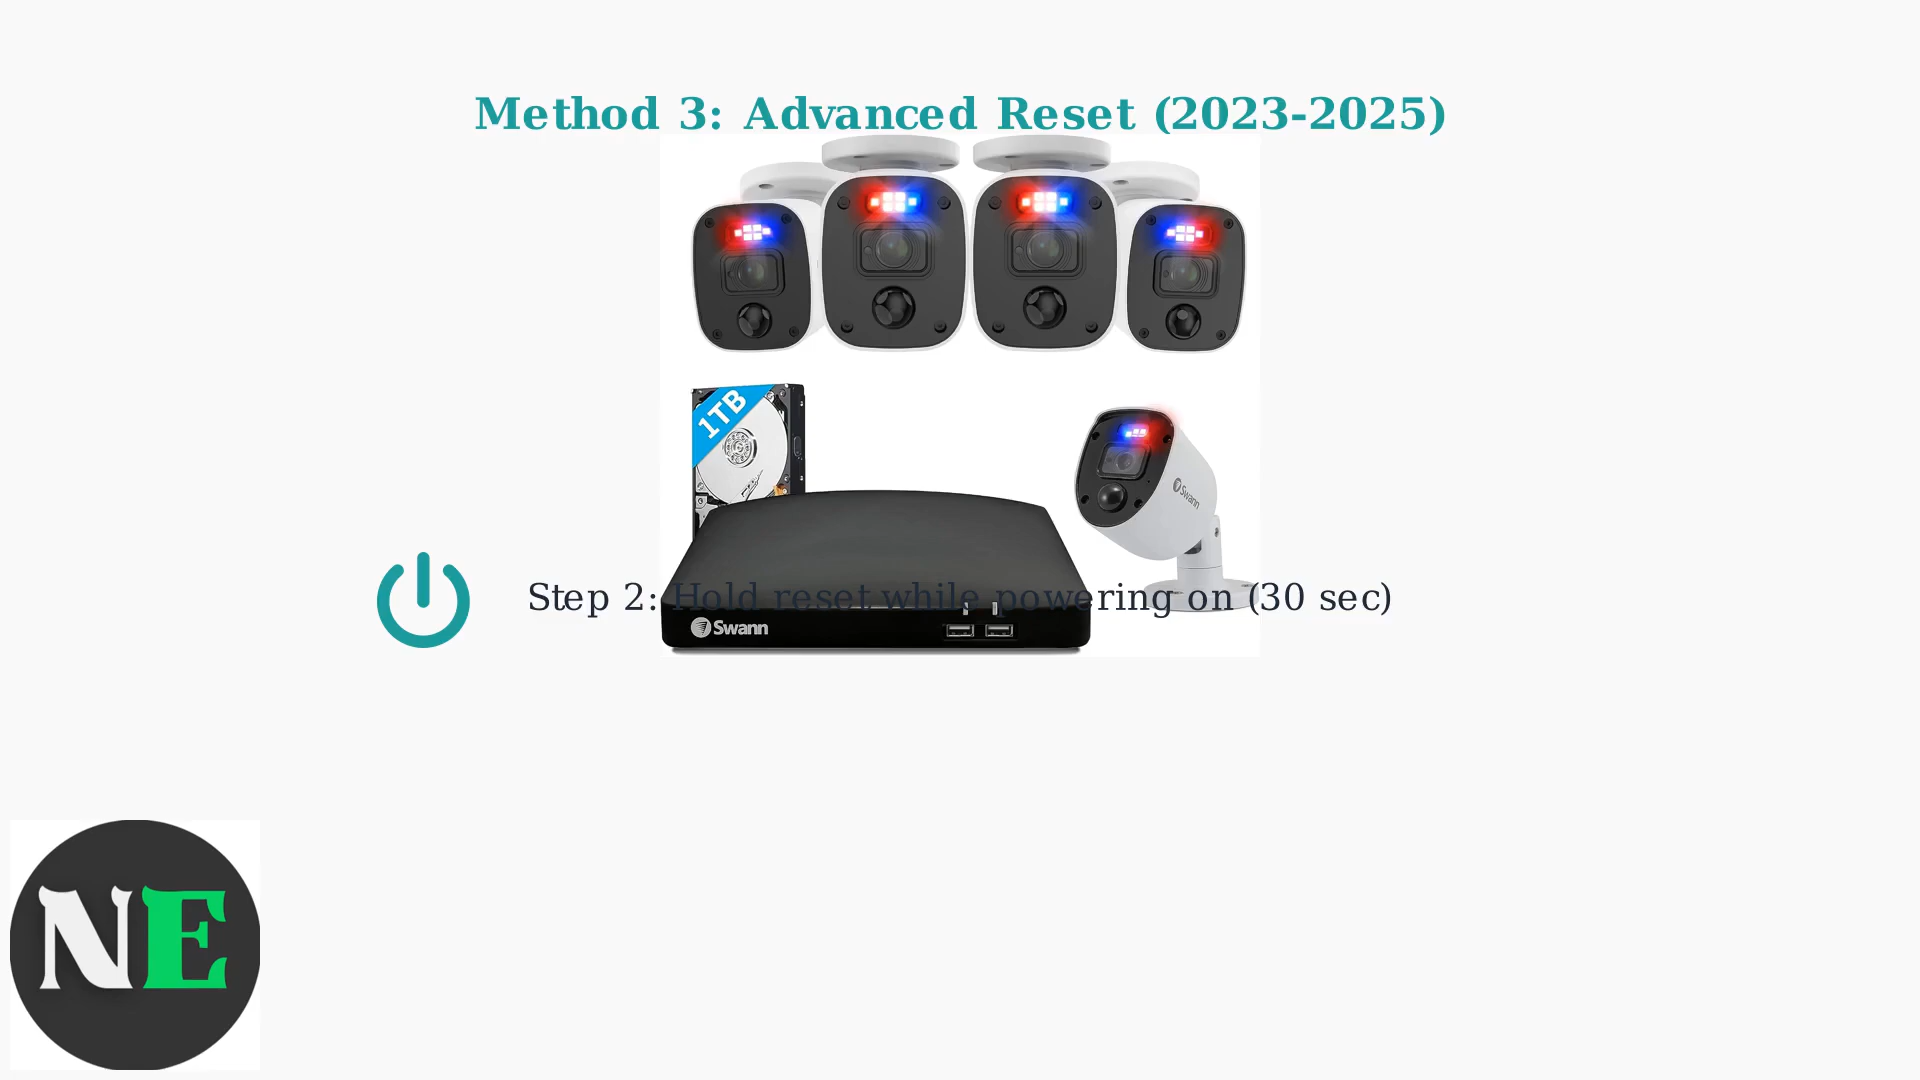 Method 3: Advanced Reset (2023-2025)
1TB
Swann
Step 2: Hold reset while powering on (30 sec)
Swann
NE